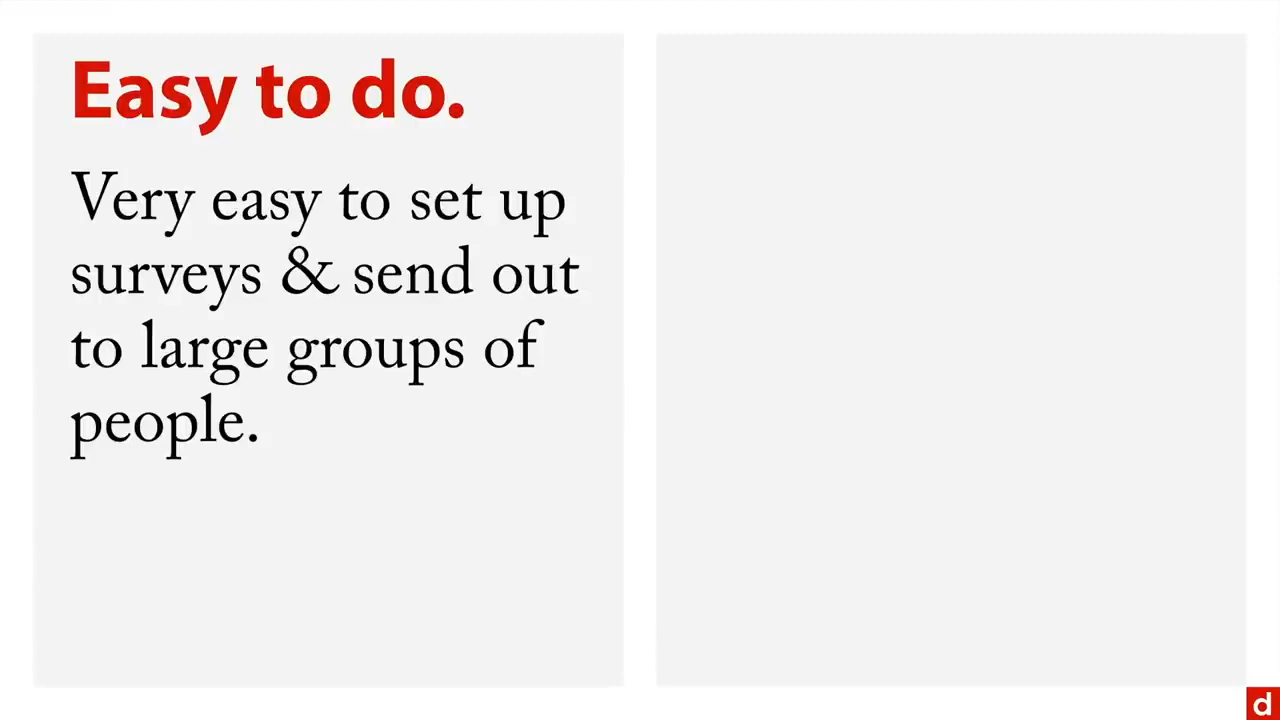 Easy to do.
Very easy to set up
surveys & send out
to large groups of
people.
d